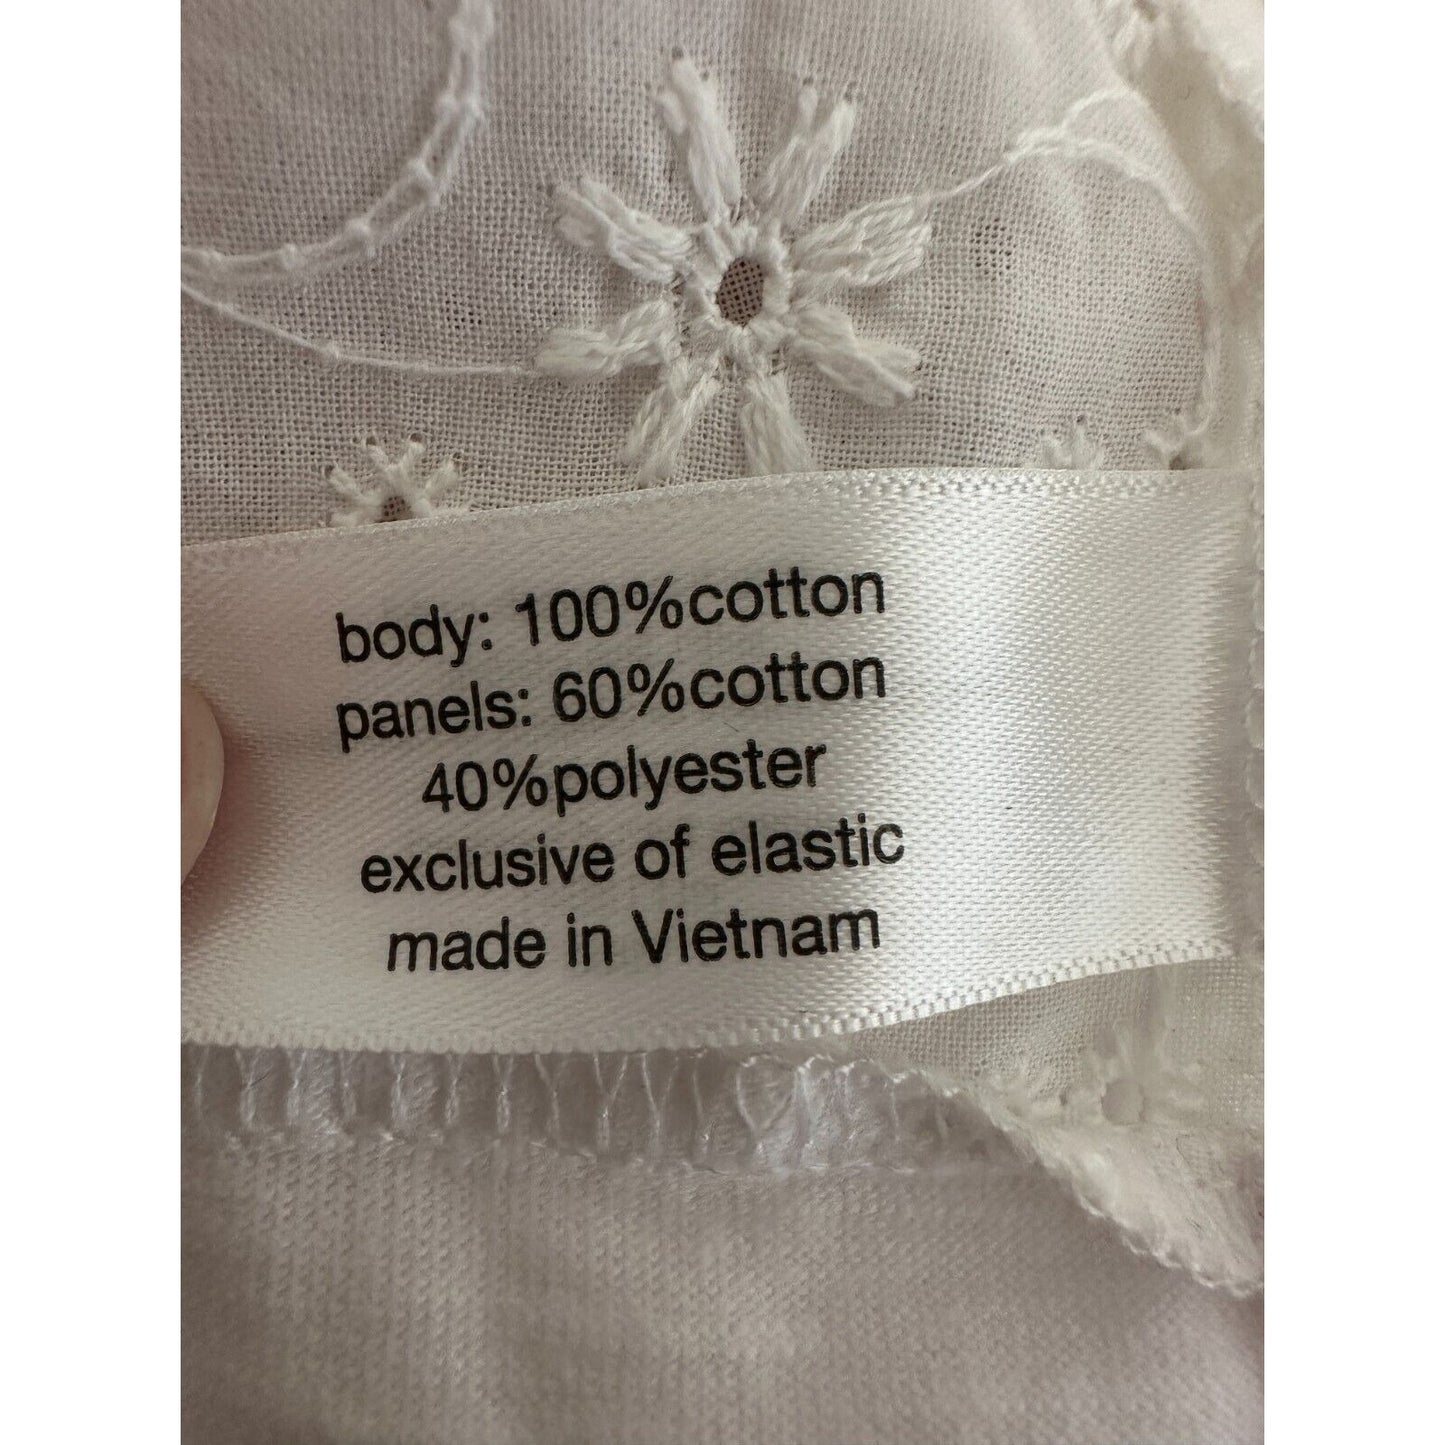 body: 100%cotton
panels: 60%cotton
40%polyester
exclusive of elastic
made in Vietnam